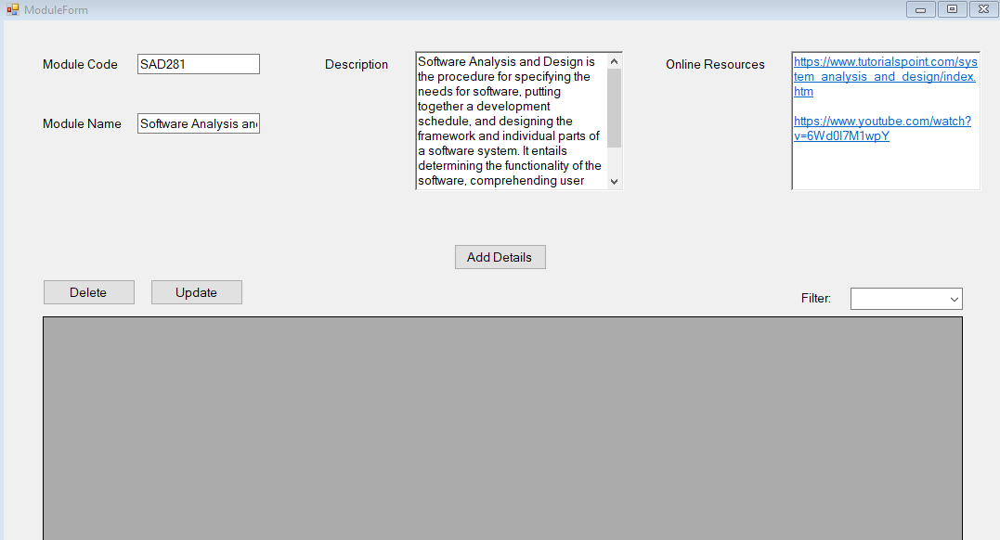 ModuleForm
Module Code
SAD281
Module Name
Software Analysis an
Description
Software Analysis and Design is
the procedure for specifying the
needs for software, putting
together a development
schedule, and designing the
framework and individual parts of
a software system. It entails
determining the functionality of the
software, comprehending user
Online Resources
https://www.tutorialspoint.com/sys
tem_analysis_and_design/index.
htm
https://www.youtube.com/watch?
v=6Wd0l7M1wpY
Add Details
Delete
Update
Filter: